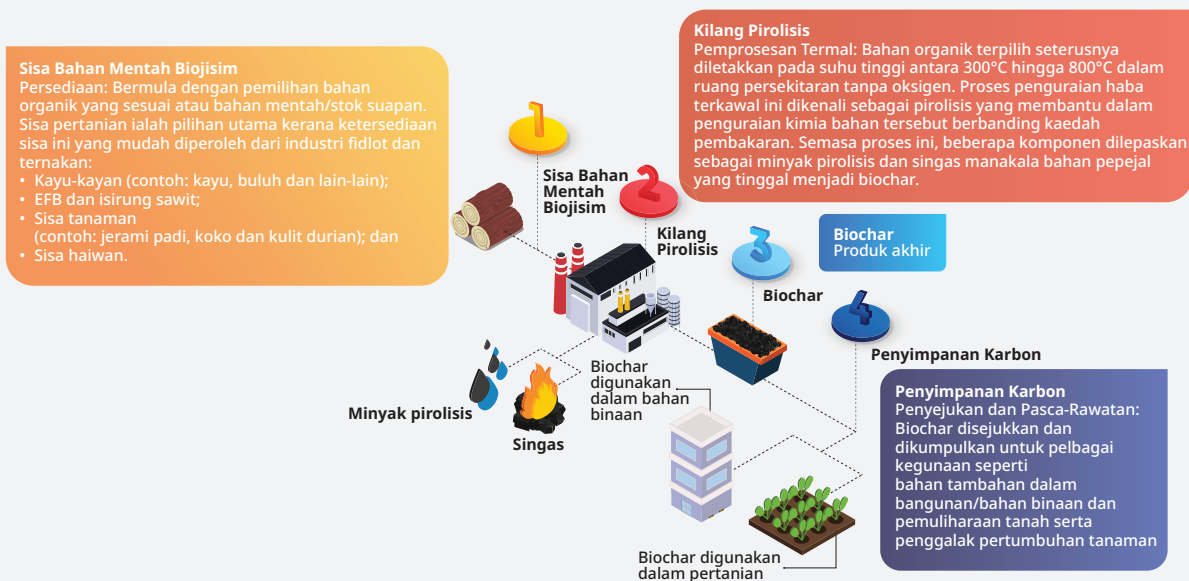 Sisa Bahan Mentah Biojisim
Persediaan: Bermula dengan pemilihan bahan
organik yang sesuai atau bahan mentah/stok suapan.
Sisa pertanian ialah pilihan utama kerana ketersediaan
sisa ini yang mudah diperoleh dari industri fidlot dan
ternakan:
• Kayu-kayan (contoh: kayu, buluh dan lain-lain);
• EFB dan isirung sawit;
• Sisa tanaman
(contoh: jerami padi, koko dan kulit durian); dan
• Sisa haiwan.
1
Sisa Bahan
Mentah
Biojisim
Kilang Pirolisis
Pemprosesan Termal: Bahan organik terpilih seterusnya
diletakkan pada suhu tinggi antara 300°C hingga 800°C dalam
ruang persekitaran tanpa oksigen. Proses penguraian haba
terkawal ini dikenali sebagai pirolisis yang membantu dalam
penguraian kimia bahan tersebut berbanding kaedah
pembakaran. Semasa proses ini, beberapa komponen dilepaskan
sebagai minyak pirolisis dan singas manakala bahan pepejal
yang tinggal menjadi biochar.
2
Kilang
Pirolisis
3
Biochar
Biochar
Produk akhir
4
Penyimpanan Karbon
Minyak pirolisis
Singas
Biochar
digunakan
dalam bahan
binaan
Penyimpanan Karbon
Penyejukan dan Pasca-Rawatan:
Biochar disejukkan dan
dikumpulkan untuk pelbagai
kegunaan seperti
bahan tambahan dalam
bangunan/bahan binaan dan
pemuliharaan tanah serta
penggalak pertumbuhan tanaman
Biochar digunakan
dalam pertanian